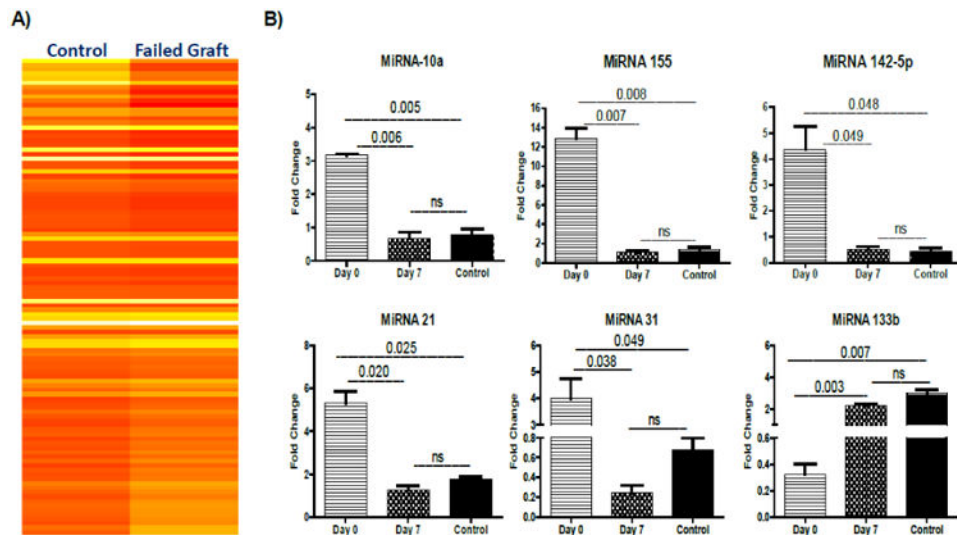 A)
Control Failed Graft
B)
MiRNA-10a
Fold Change
5
4
3
2
1
0
0.005
0.006
ns
Day 0 Day 7 Control
MiRNA 155
Fold Change
16
14
12
10
8
6
4
2
0
0.008
0.007
ns
Day 0 Day 7 Control
MiRNA 142-5p
Fold Change
6
5
4
3
2
1
0
0.048
0.049
ns
Day 0 Day 7 Control
MiRNA 21
Fold Change
8
6
4
2
0
0.025
0.020
ns
Day 0 Day 7 Control
MiRNA 31
Fold Change
6
5
4
3
2
0.8
0.6
0.4
0.2
0.0
0.049
0.038
ns
Day 0 Day 7 Control
MiRNA 133b
Fold Change
6
4
2
0.6
0.4
0.2
0.0
0.007
0.003
ns
Day 0 Day 7 Control